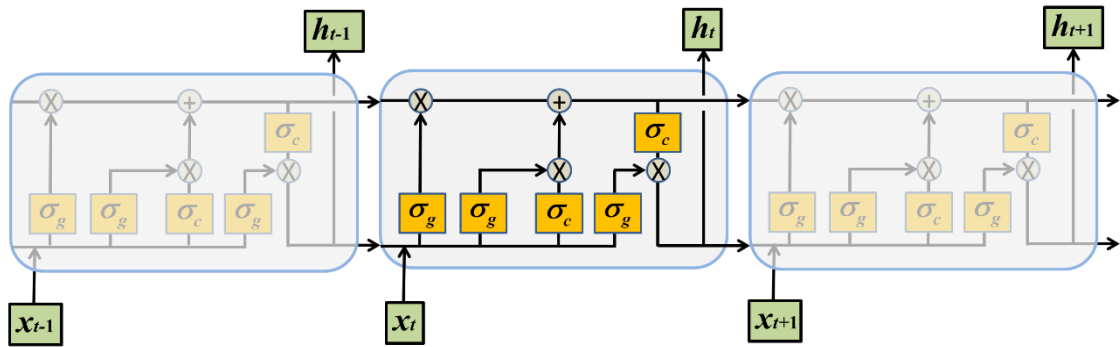 h_{t-1} h_t h_{t+1}
X + X + X +
σ_c σ_c σ_c
X X X X X X
σ_g σ_g σ_c σ_g σ_g σ_g σ_c σ_g σ_g σ_g σ_c σ_g
x_{t-1} x_t x_{t+1}